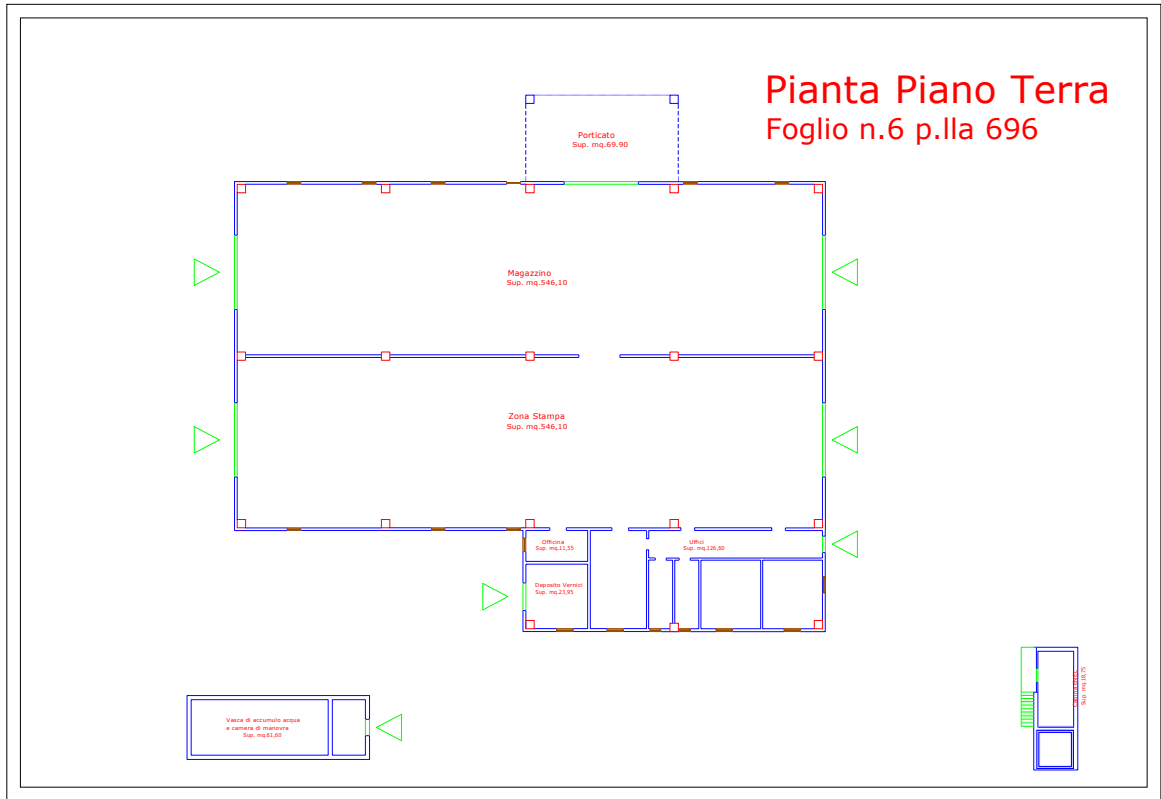 Pianta Piano Terra
Foglio n.6 p.lla 696
Porticato
Sup. mq.69.90
Magazzino
Sup. mq.546,10
Zona Stampa
Sup. mq.546,10
Officina
Sup. mq.11,55
Uffici
Sup. mq.126,60
Deposito Vernici
Sup. mq.23,95
Vasca di accumulo acqua
e camera di manovra
Sup. mq.61,60
Cabina
Sup. mq.18,75